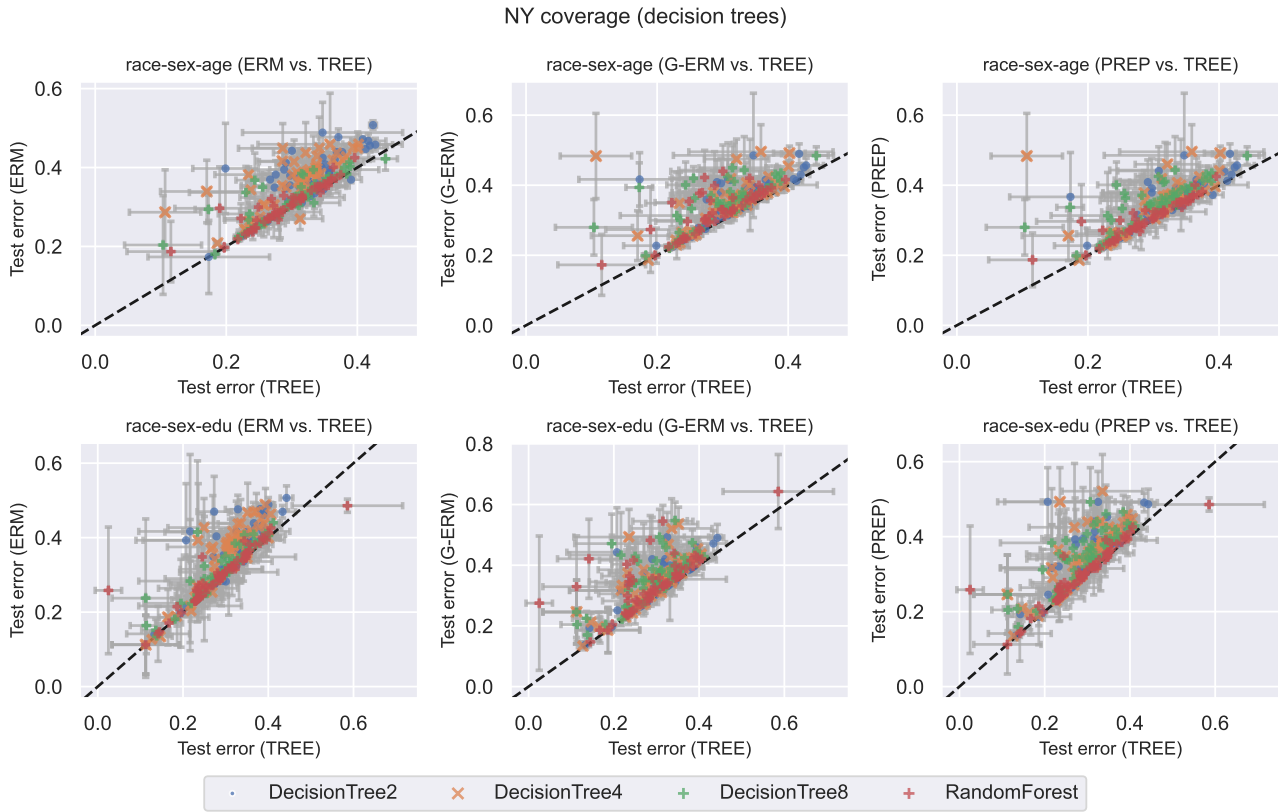 NY coverage (decision trees)
race-sex-age (ERM vs. TREE)
0.6
0.4
0.2
0.0
Test error (ERM)
0.0 0.2 0.4
Test error (TREE)
race-sex-age (G-ERM vs. TREE)
0.6
0.4
0.2
0.0
Test error (G-ERM)
0.0 0.2 0.4
Test error (TREE)
race-sex-age (PREP vs. TREE)
0.6
0.4
0.2
0.0
Test error (PREP)
0.0 0.2 0.4
Test error (TREE)
race-sex-edu (ERM vs. TREE)
0.6
0.4
0.2
0.0
Test error (ERM)
0.0 0.2 0.4 0.6
Test error (TREE)
race-sex-edu (G-ERM vs. TREE)
0.8
0.6
0.4
0.2
0.0
Test error (G-ERM)
0.0 0.2 0.4 0.6
Test error (TREE)
race-sex-edu (PREP vs. TREE)
0.6
0.4
0.2
0.0
Test error (PREP)
0.0 0.2 0.4 0.6
Test error (TREE)
DecisionTree2 DecisionTree4 DecisionTree8 RandomForest